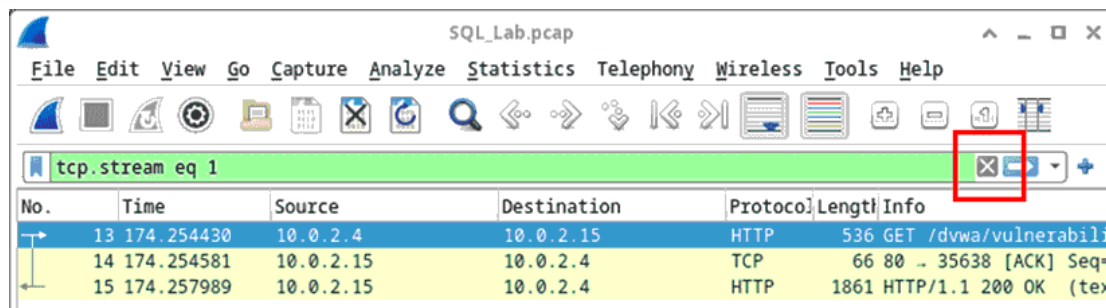 SQL_Lab.pcap
File Edit View Go Capture Analyze Statistics Telephony Wireless Tools Help
tcp.stream eq 1
No. Time Source Destination Protocol Length Info
13 174.254430 10.0.2.4 10.0.2.15 HTTP 536 GET /dvwa/vulnerabili
14 174.254581 10.0.2.15 10.0.2.4 TCP 66 80 → 35638 [ACK] Seq=
15 174.257989 10.0.2.15 10.0.2.4 HTTP 1861 HTTP/1.1 200 OK (tex